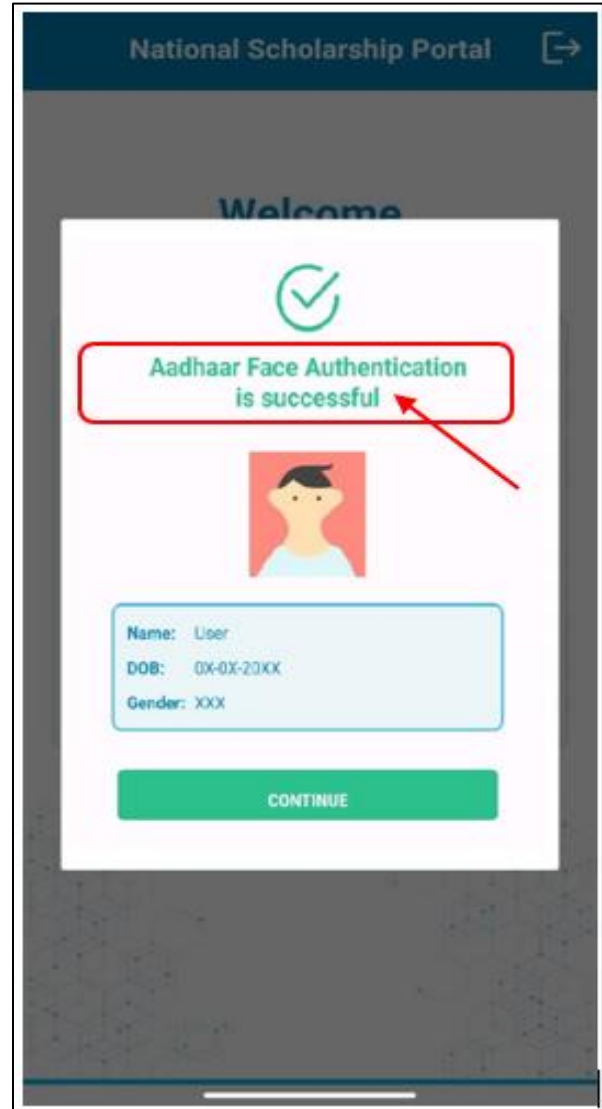 National Scholarship Portal
Welcome
Aadhaar Face Authentication
is successful
Name: User
DOB: 0X-0X-20XX
Gender: XXX
CONTINUE